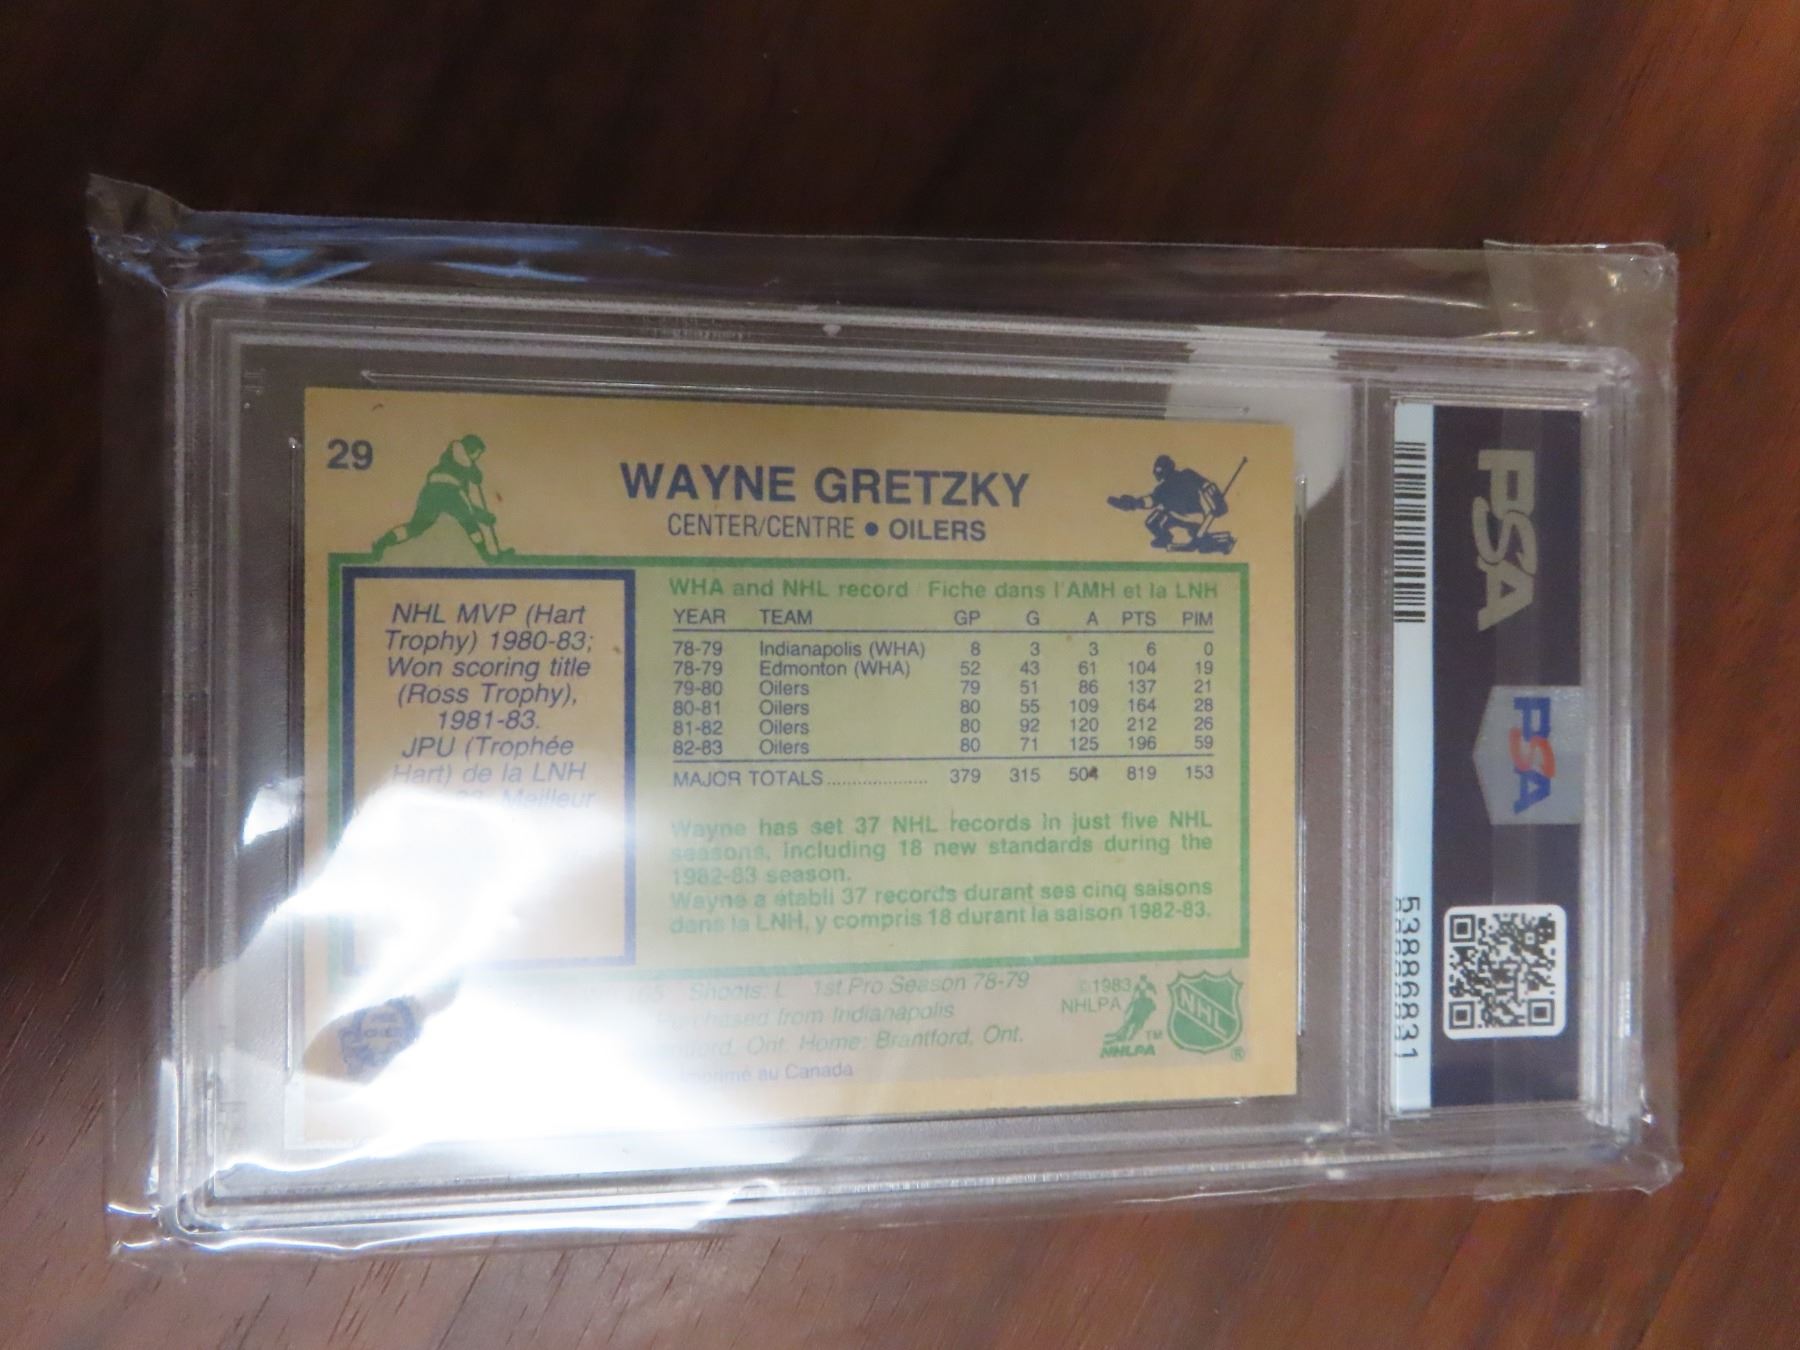 29
WAYNE GRETZKY
CENTER/CENTRE • OILERS
NHL MVP (Hart
Trophy) 1980-83;
Won scoring title
(Ross Trophy),
1981-83.
JPU (Trophée
Hart) de la LNH
Meilleur
WHA and NHL record / Fiche dans l'AMH et la LNH
YEAR TEAM GP G A PTS PIM
78-79 Indianapolis (WHA) 8 3 3 6 0
78-79 Edmonton (WHA) 52 43 61 104 19
79-80 Oilers 79 51 86 137 21
80-81 Oilers 80 55 109 164 28
81-82 Oilers 80 92 120 212 26
82-83 Oilers 80 71 125 196 59
MAJOR TOTALS.................... 379 315 504 819 153
Wayne has set 37 NHL records in just five NHL
seasons, including 18 new standards during the
1982-83 season.
Wayne a établi 37 records durant ses cinq saisons
dans la LNH, y compris 18 durant la saison 1982-83.
Shoots: L 1st Pro Season 78-79
Purchased from Indianapolis
Ont. Home: Brantford, Ont.
au Canada
©1983
NHLPA
TM
NHLPA
NHL
®
PSA
PSA
53886831